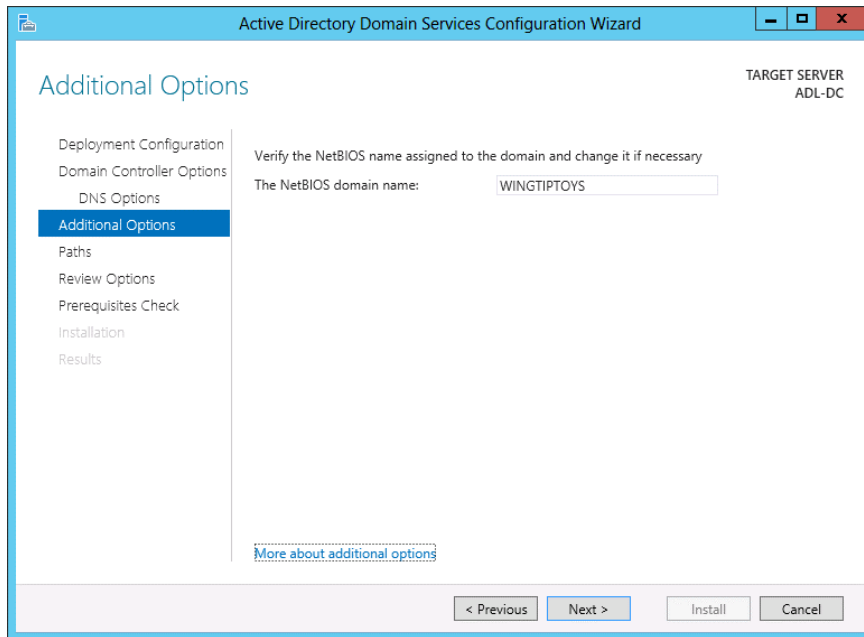 Active Directory Domain Services Configuration Wizard
Additional Options
TARGET SERVER
ADL-DC
Deployment Configuration
Domain Controller Options
DNS Options
Additional Options
Paths
Review Options
Prerequisites Check
Installation
Results
Verify the NetBIOS name assigned to the domain and change it if necessary
The NetBIOS domain name: WINGTIPTOYS
More about additional options
< Previous Next > Install Cancel